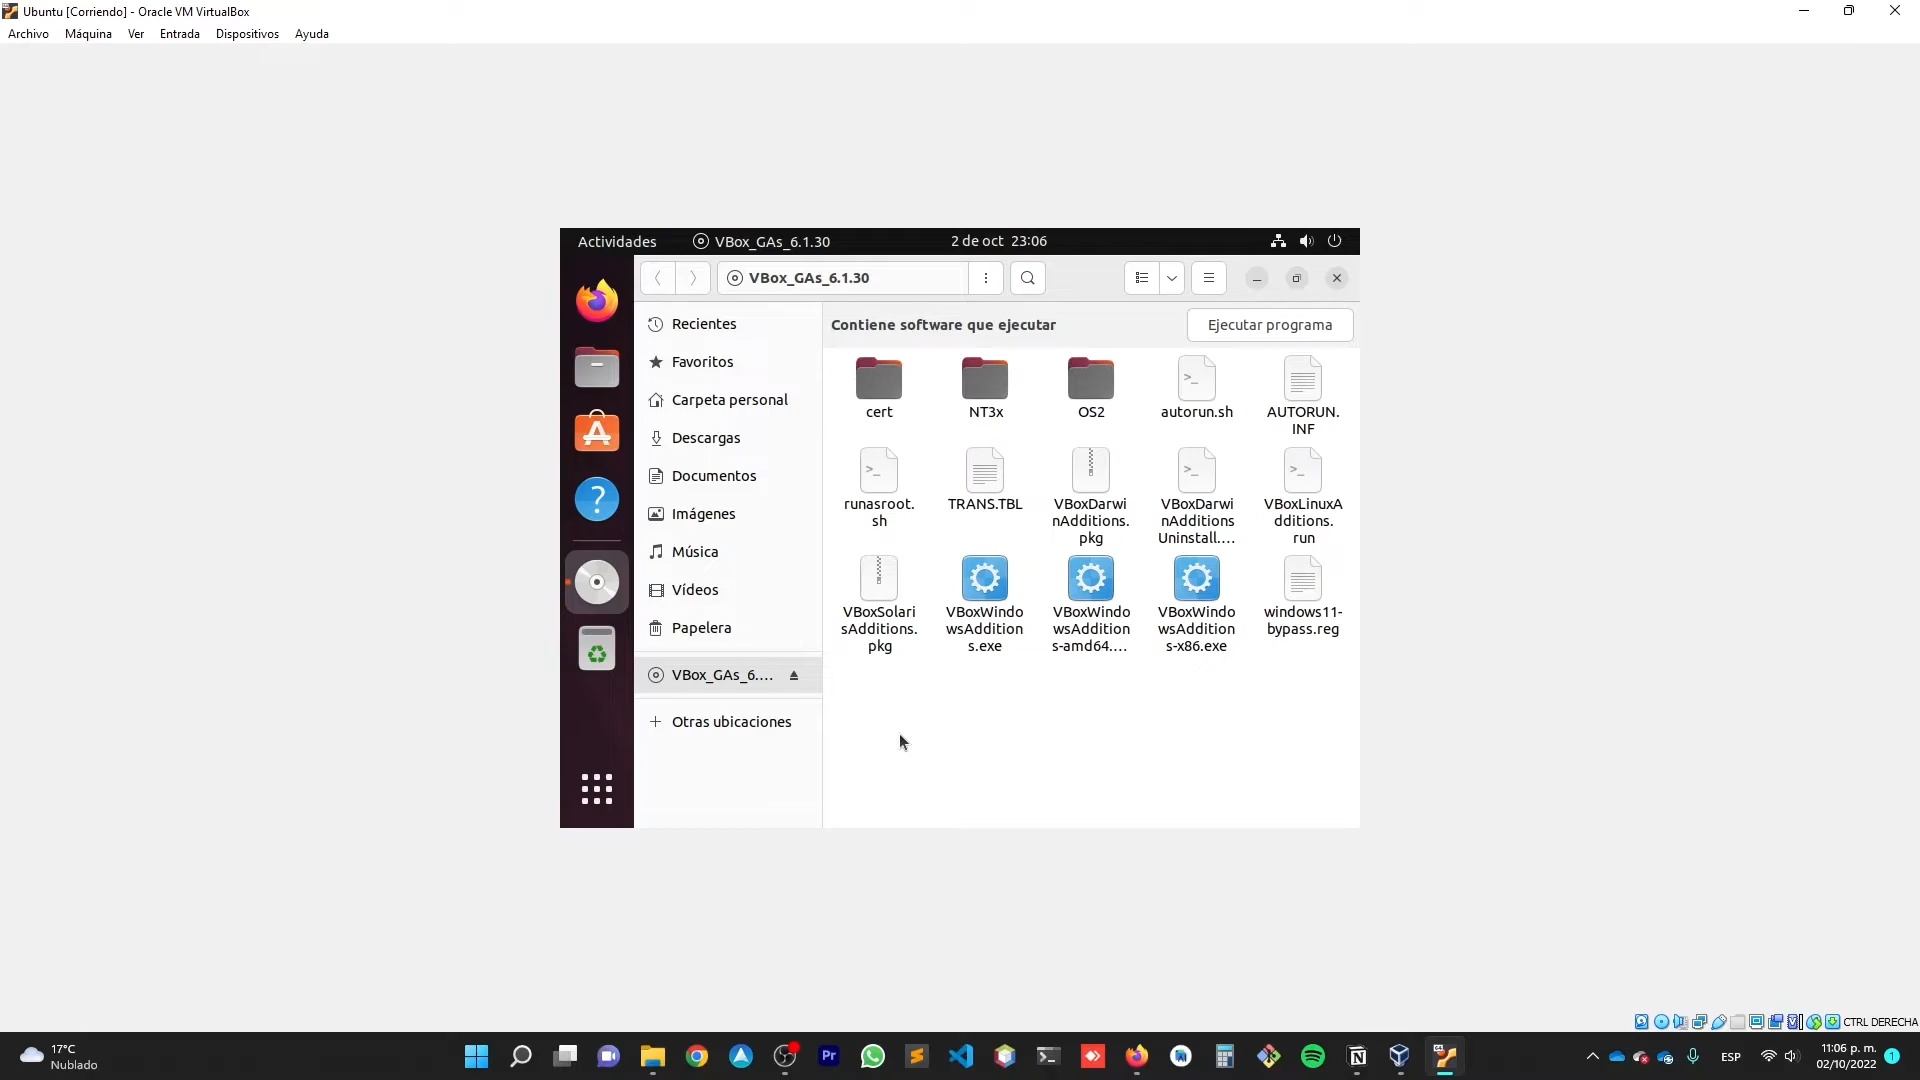 Ubuntu [Corriendo] - Oracle VM VirtualBox
Archivo Máquina Ver Entrada Dispositivos Ayuda
Actividades VBox_GAs_6.1.30 2 de oct 23:06
VBox_GAs_6.1.30
Recientes
Favoritos
Carpeta personal
Descargas
Documentos
Imágenes
Música
Vídeos
Papelera
VBox_GAs_6....
Otras ubicaciones
Contiene software que ejecutar Ejecutar programa
cert
NT3x
OS2
autorun.sh
AUTORUN.
INF
runasroot.
sh
TRANS.TBL
VBoxDarwi
nAdditions.
pkg
VBoxDarwi
nAdditions
Uninstall....
VBoxLinuxA
dditions.
run
VBoxSolari
sAdditions.
pkg
VBoxWindo
wsAddition
s.exe
VBoxWindo
wsAddition
s-amd64....
VBoxWindo
wsAddition
s-x86.exe
windows11-
bypass.reg
CTRL DERECHA
17°C
Nublado
Pr
ESP
11:06 p. m.
02/10/2022
1